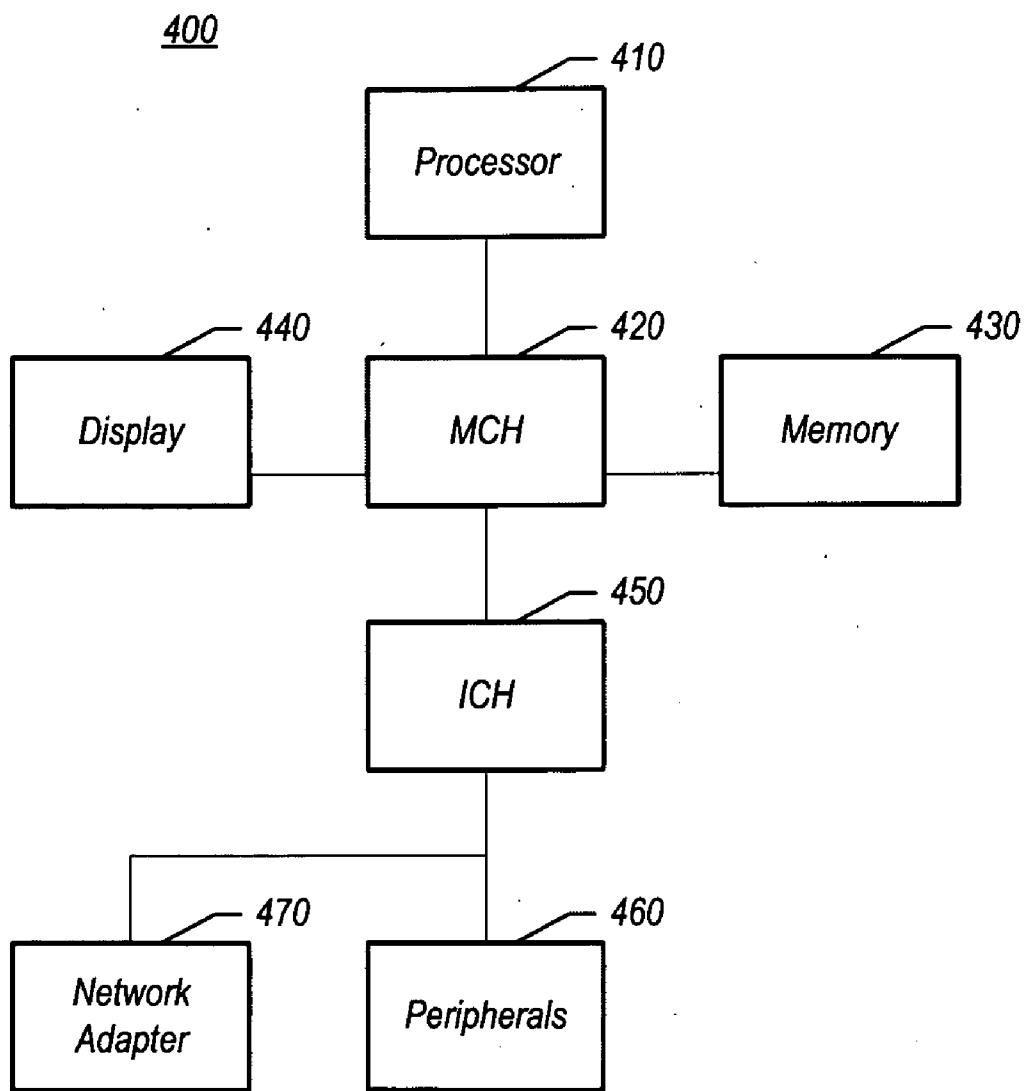 400
410
Processor
440
420
430
Display
MCH
Memory
450
ICH
470
460
Network
Adapter
Peripherals